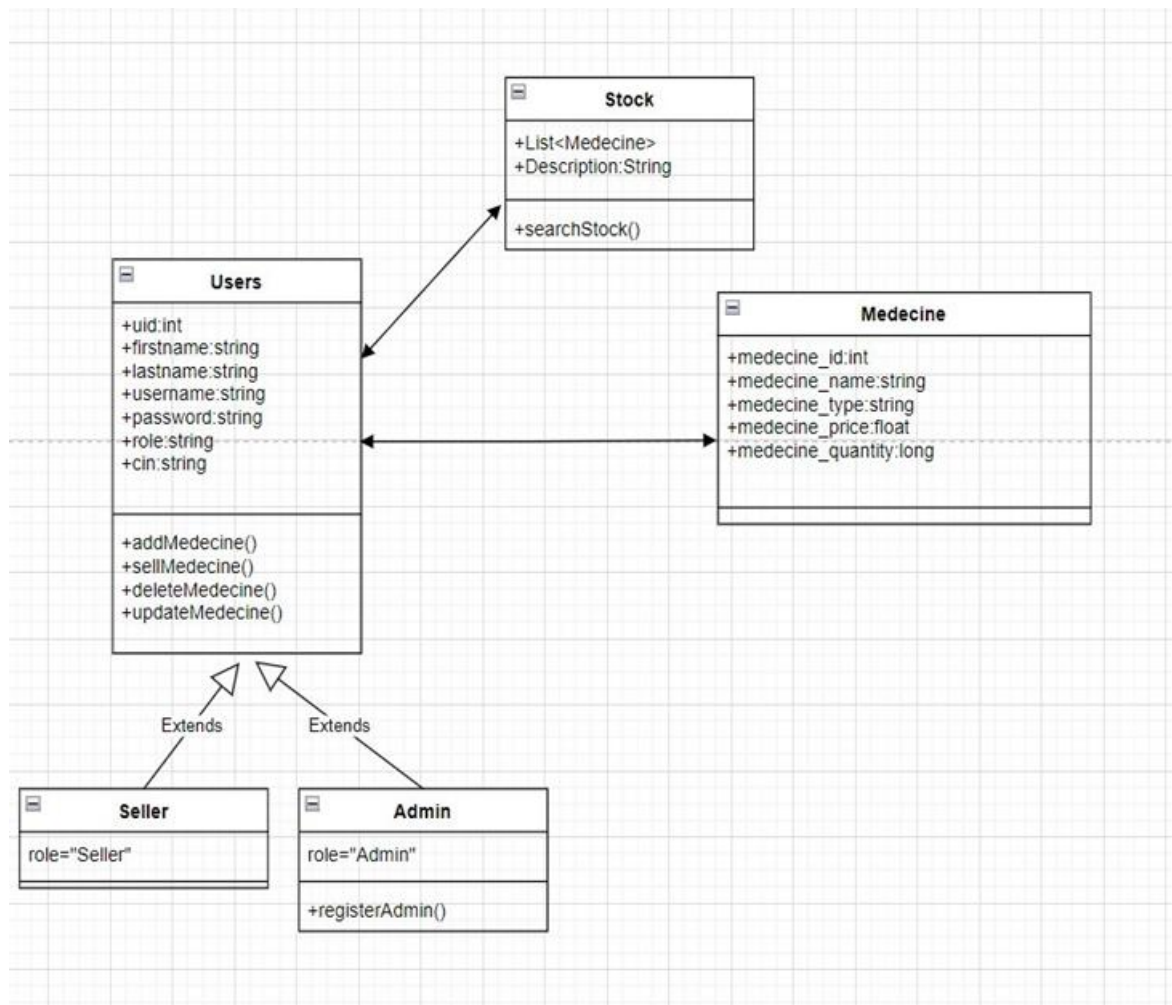 Stock
+List<Medecine>
+Description:String
+searchStock()
Users
+uid:int
+firstname:string
+lastname:string
+username:string
+password:string
+role:string
+cin:string
+addMedecine()
+sellMedecine()
+deleteMedecine()
+updateMedecine()
Medecine
+medecine_id:int
+medecine_name:string
+medecine_type:string
+medecine_price:float
+medecine_quantity:long
Extends
Extends
Seller
role="Seller"
Admin
role="Admin"
+registerAdmin()